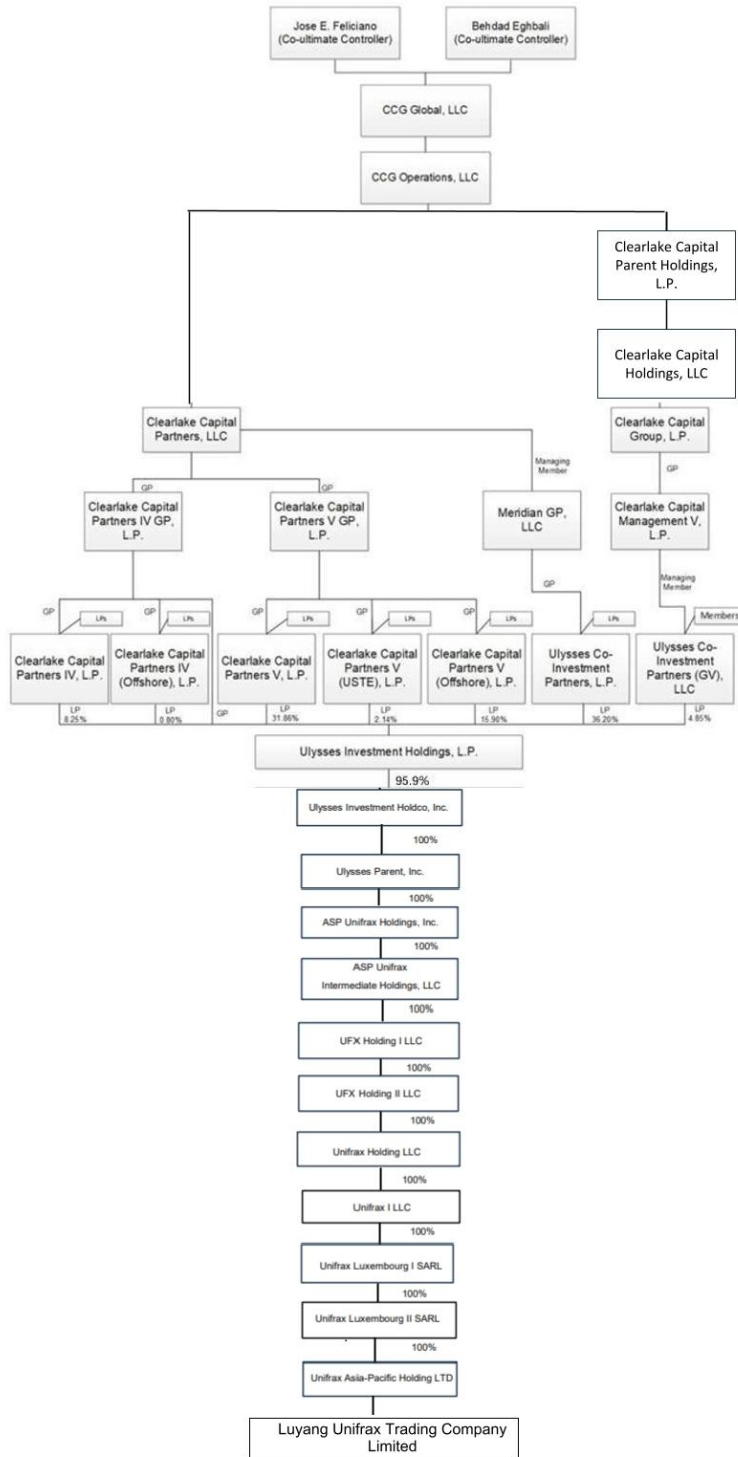 Jose E. Feliciano
(Co-ultimate Controller)
Behdad Eghbali
(Co-ultimate Controller)
CCG Global, LLC
CCG Operations, LLC
Clearlake Capital
Parent Holdings,
L.P.
Clearlake Capital
Holdings, LLC
Clearlake Capital
Partners, LLC
Clearlake Capital
Group, L.P.
Managing
Member
GP
GP
GP
Clearlake Capital
Partners IV GP,
L.P.
Clearlake Capital
Partners V GP,
L.P.
Meridian GP,
LLC
Clearlake Capital
Management V,
L.P.
GP
Managing
Member
GP
LPs
GP
LPs
GP
LPs
GP
LPs
GP
LPs
LPs
Members
Clearlake Capital
Partners IV, L.P.
Clearlake Capital
Partners IV
(Offshore), L.P.
Clearlake Capital
Partners V, L.P.
Clearlake Capital
Partners V
(USTE), L.P.
Clearlake Capital
Partners V
(Offshore), L.P.
Ulysses Co-
Investment
Partners, L.P.
Ulysses Co-
Investment
Partners (GV),
LLC
LP
8.25%
LP
0.80%
GP
LP
31.86%
LP
2.14%
LP
15.90%
LP
36.20%
LP
4.85%
Ulysses Investment Holdings, L.P.
95.9%
Ulysses Investment Holdco, Inc.
100%
Ulysses Parent, Inc.
100%
ASP Unifrax Holdings, Inc.
100%
ASP Unifrax
Intermediate Holdings, LLC
100%
UFX Holding I LLC
100%
UFX Holding II LLC
100%
Unifrax Holding LLC
100%
Unifrax I LLC
100%
Unifrax Luxembourg I SARL
100%
Unifrax Luxembourg II SARL
100%
Unifrax Asia-Pacific Holding LTD
Luyang Unifrax Trading Company
Limited